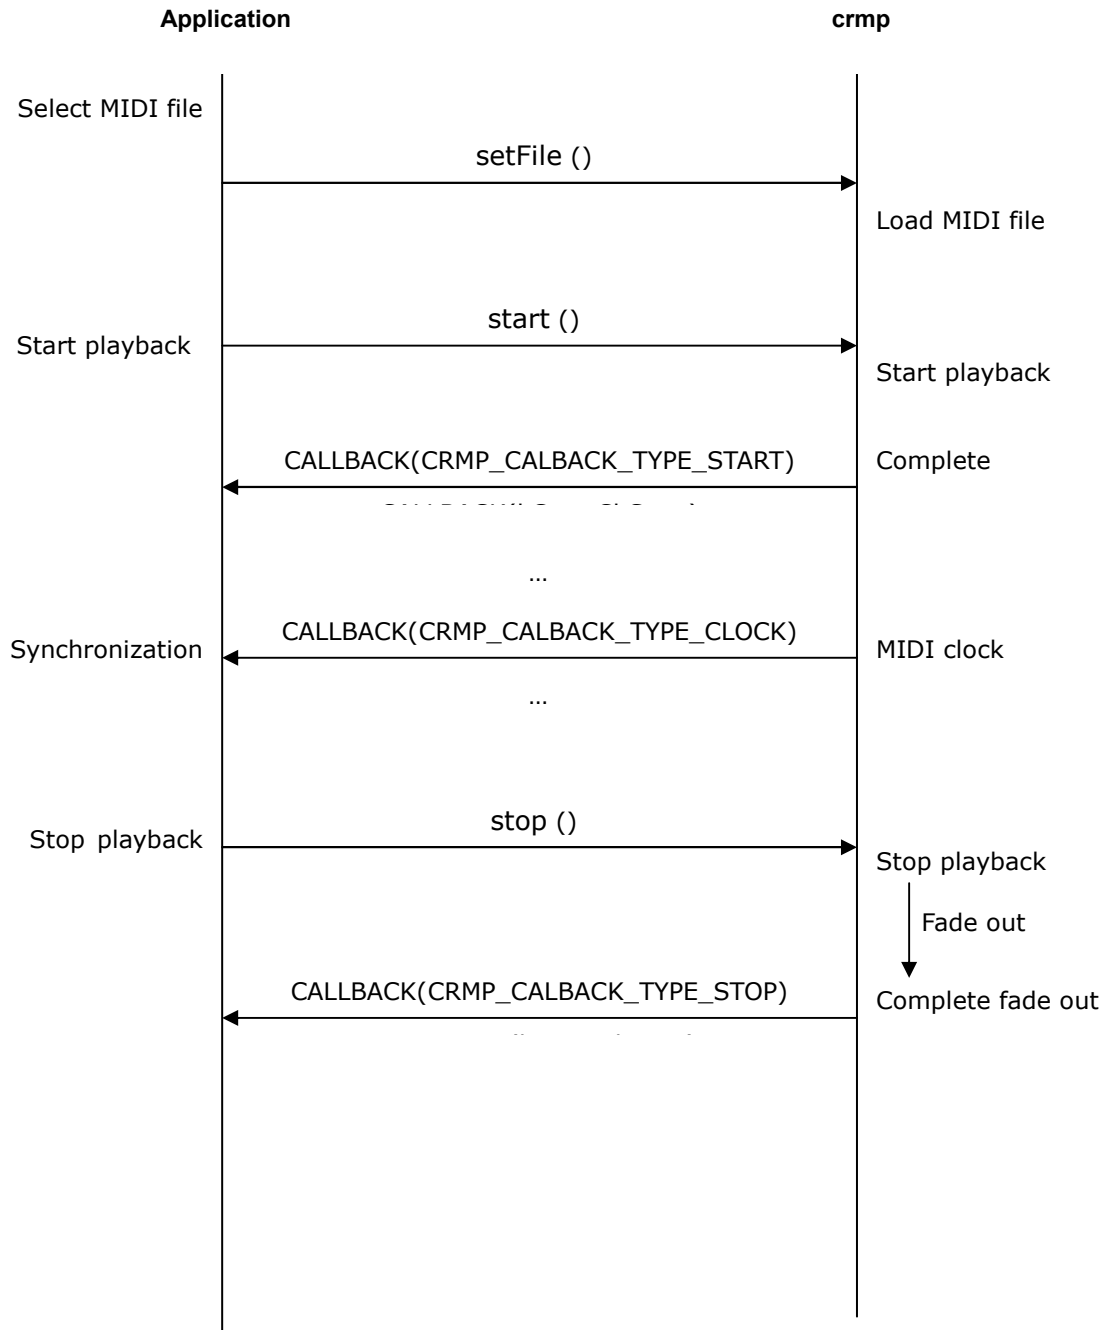 Application
crmp
Select MIDI file
setFile ()
Load MIDI file
start ()
Start playback
Start playback
CALLBACK(CRMP_CALBACK_TYPE_START)
Complete
...
CALLBACK(CRMP_CALBACK_TYPE_CLOCK)
Synchronization
MIDI clock
...
stop ()
Stop playback
Stop playback
Fade out
CALLBACK(CRMP_CALBACK_TYPE_STOP)
Complete fade out